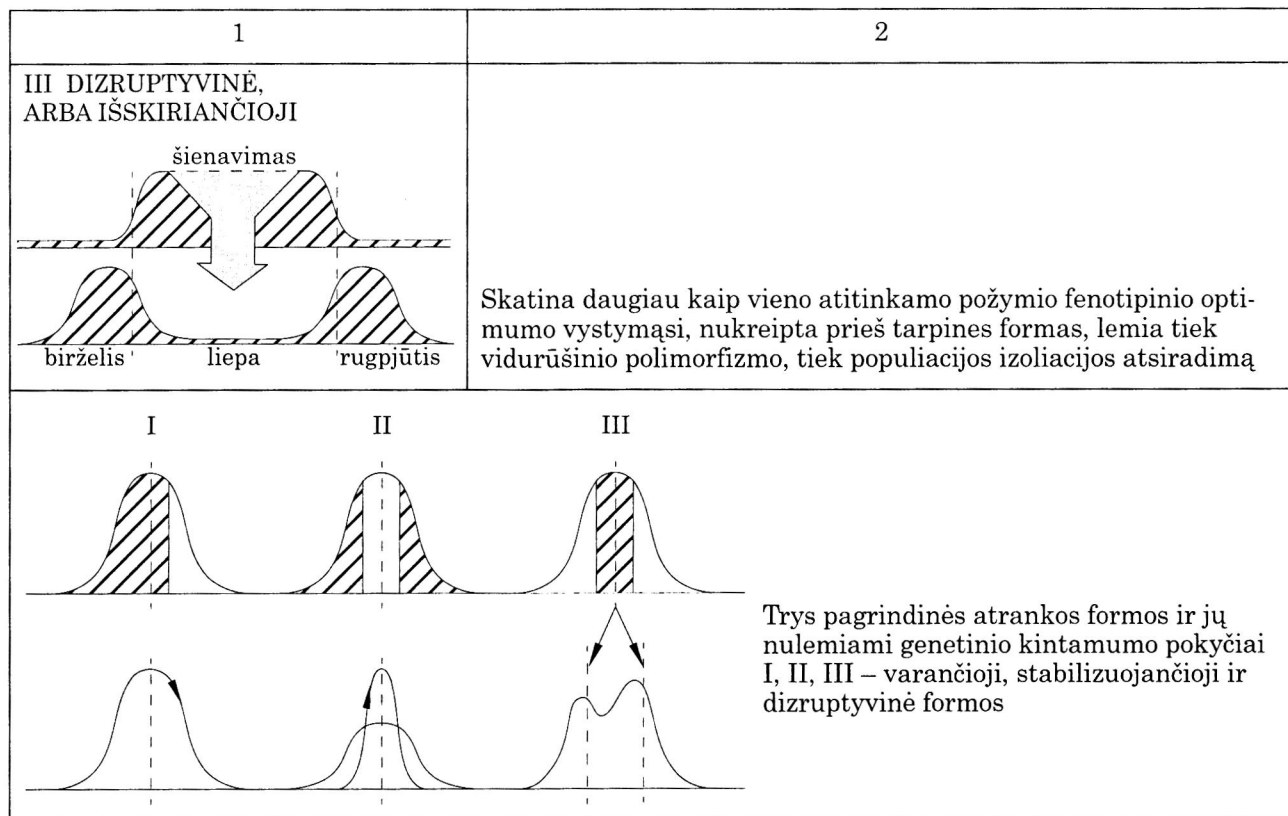 1
2
III DIZRUPTYVINĖ,
ARBA IŠSKIRIANČIOJI
šienavimas
birželis
liepa
rugpjūtis
Skatina daugiau kaip vieno atitinkamo požymio fenotipinio opti-
mumo vystymąsi, nukreipta prieš tarpines formas, lemia tiek
vidurūšinio polimorfizmo, tiek populiacijos izoliacijos atsiradimą
I
II
III
Trys pagrindinės atrankos formos ir jų
nulemiami genetinio kintamumo pokyčiai
I, II, III – varančioji, stabilizuojančioji ir
dizruptyvinė formos